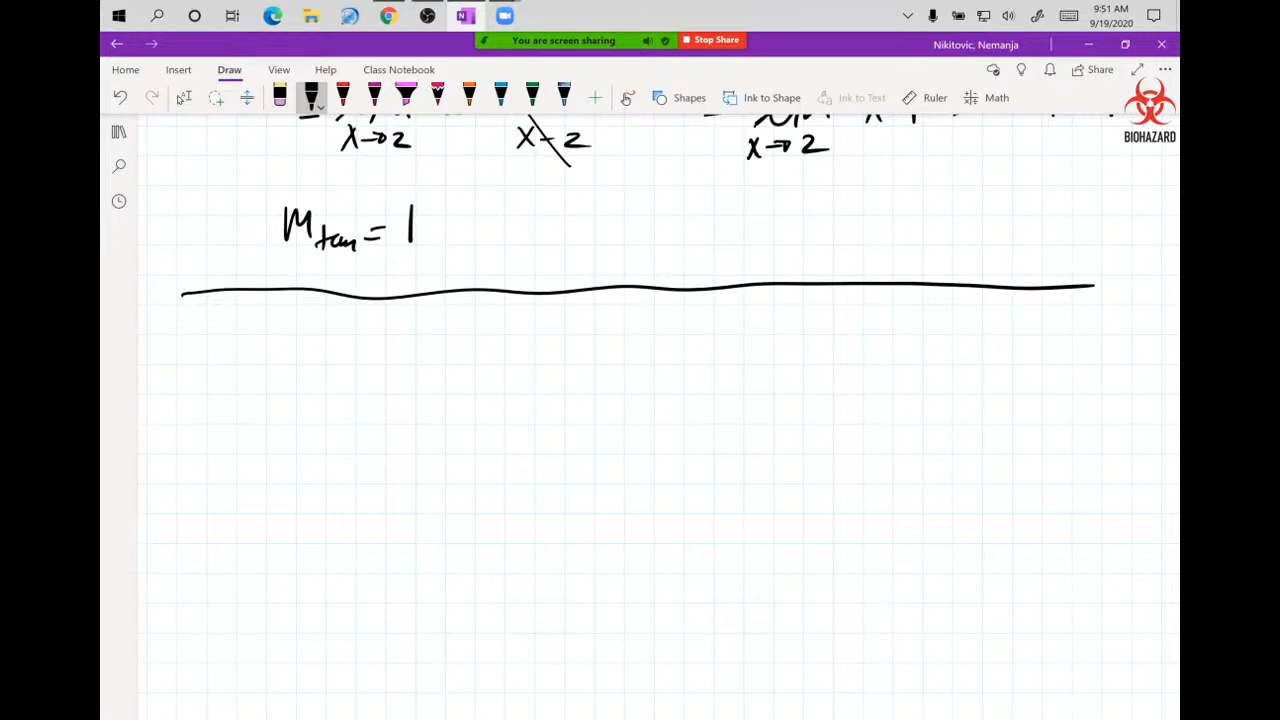 9:51 AM
9/19/2020
You are screen sharing
Stop Share
Nikitovic, Nemanja
Home Insert Draw View Help Class Notebook Share
Shapes Ink to Shape Ink to Text Ruler Math
BIOHAZARD
x→2 x-2 x→2
Mtan = 1